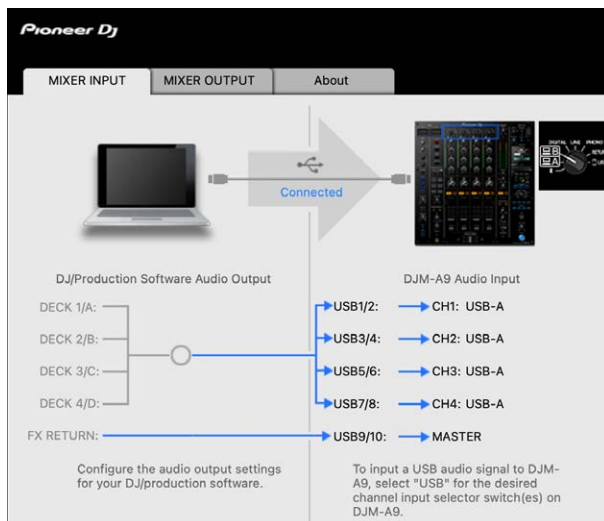 Pioneer Dj
MIXER INPUT MIXER OUTPUT About
DIGITAL LINE PHONO
B
A
Connected
DJ/Production Software Audio Output DJM-A9 Audio Input
DECK 1/A: USB1/2: CH1: USB-A
DECK 2/B: USB3/4: CH2: USB-A
DECK 3/C: USB5/6: CH3: USB-A
DECK 4/D: USB7/8: CH4: USB-A
FX RETURN: USB9/10: MASTER
Configure the audio output settings
for your DJ/production software.
To input a USB audio signal to DJM-
A9, select "USB" for the desired
channel input selector switch(es) on
DJM-A9.